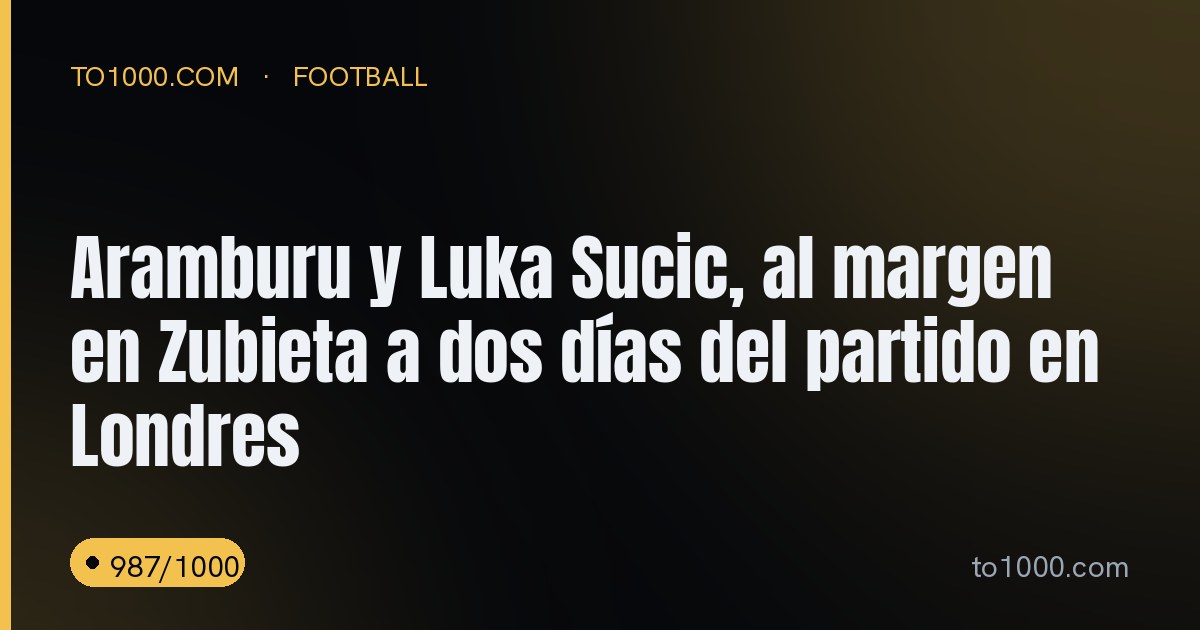 TO1000.COM · FOOTBALL
Aramburu y Luka Sucic, al margen
en Zubieta a dos días del partido en
Londres
987/1000
to1000.com